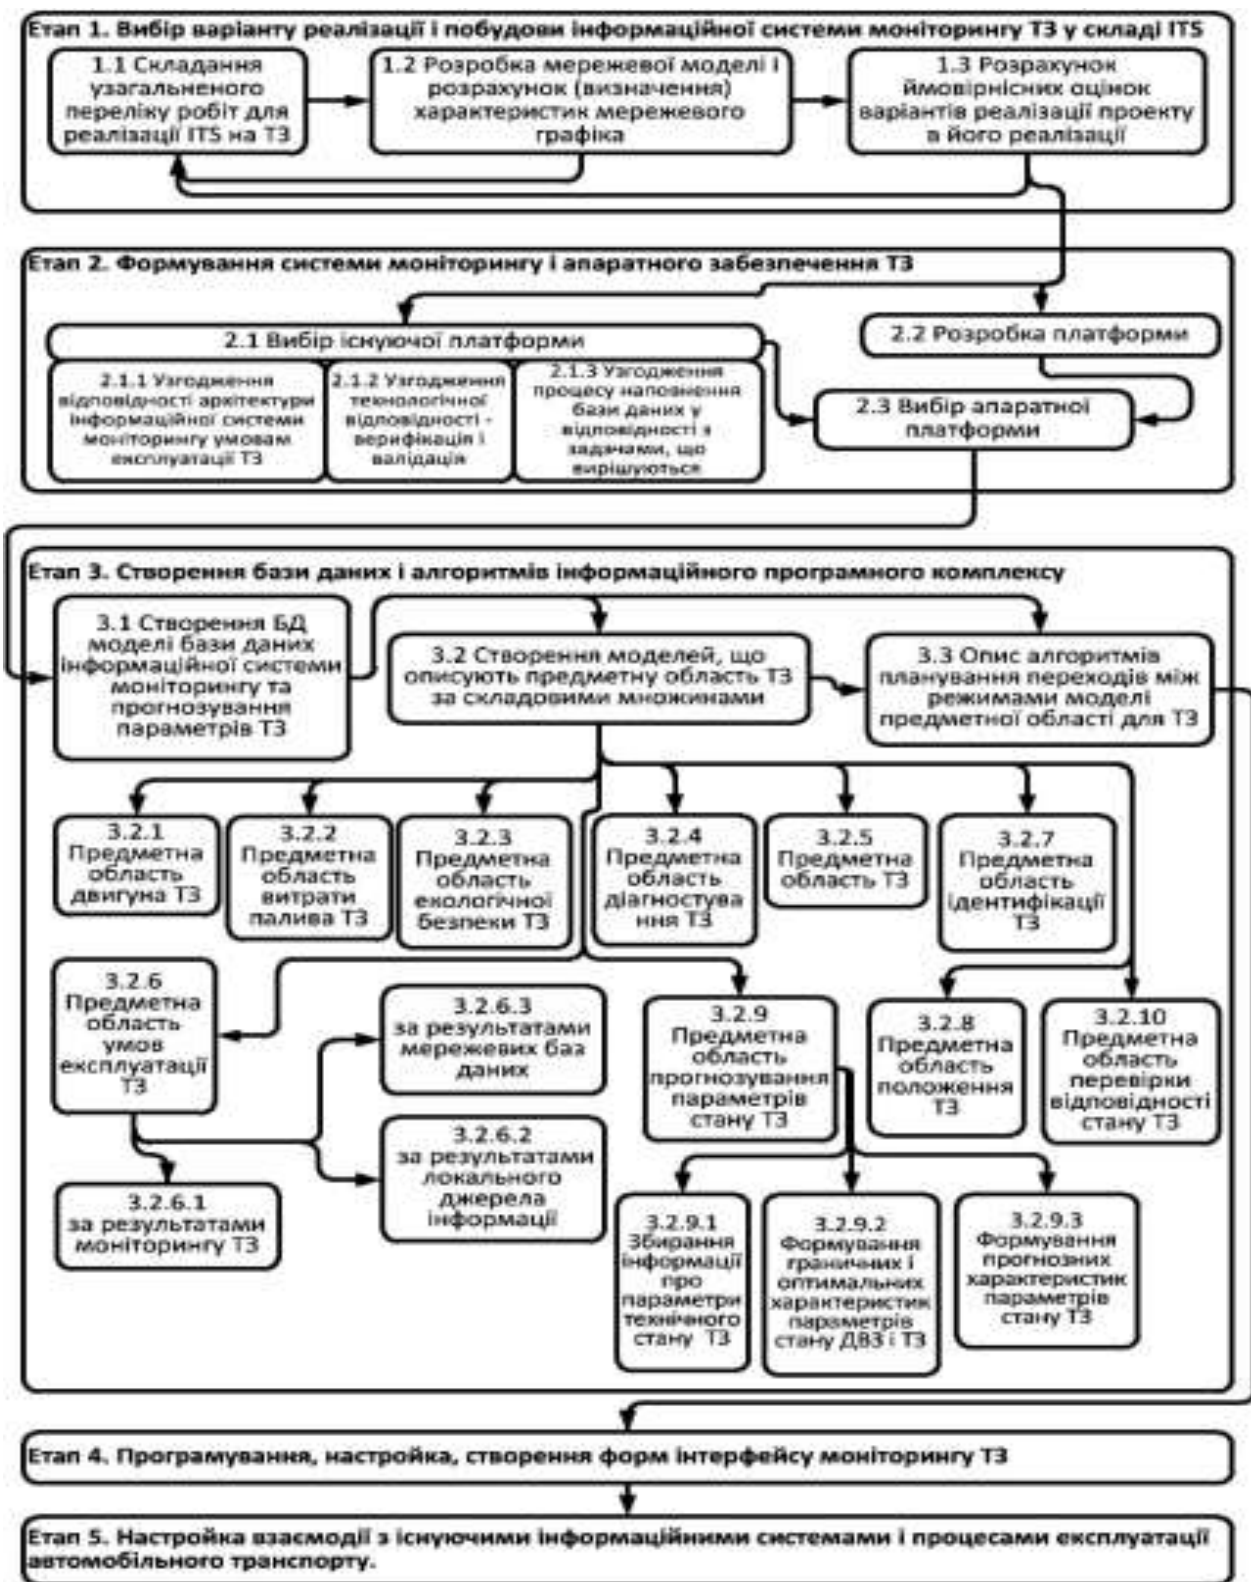 Етап 1. Вибір варіанту реалізації і побудови інформаційної системи моніторингу ТЗ у складі ITS
1.1 Складання
узагальненого
переліку робіт для
реалізації ITS на ТЗ
1.2 Розробка мережевої моделі і
розрахунок (визначення)
характеристик мережевого
графіка
1.3 Розрахунок
ймовірнісних оцінок
варіантів реалізації проекту
в його реалізації
Етап 2. Формування системи моніторингу і апаратного забезпечення ТЗ
2.1 Вибір існуючої платформи
2.1.1 Узгодження
відповідності архітектури
інформаційної системи
моніторингу умовам
експлуатації ТЗ
2.1.2 Узгодження
технологічної
відповідності -
верифікація і
валідація
2.1.3 Узгодження
процесу наповнення
бази даних у
відповідності з
задачами, що
вирішуються
2.2 Розробка платформи
2.3 Вибір апаратної
платформи
Етап 3. Створення бази даних і алгоритмів інформаційного програмного комплексу
3.1 Створення БД
моделі бази даних
інформаційної системи
моніторингу та
прогнозування
параметрів ТЗ
3.2 Створення моделей, що
описують предметну область ТЗ
за складовими множинами
3.3 Опис алгоритмів
планування переходів між
режимами моделі
предметної області для ТЗ
3.2.1
Предметна
область
двигуна ТЗ
3.2.2
Предметна
область
витрати
палива ТЗ
3.2.3
Предметна
область
екологічної
безпеки ТЗ
3.2.4
Предметна
область
діагностува
ння ТЗ
3.2.5
Предметна
область ТЗ
3.2.7
Предметна
область
ідентифікації
ТЗ
3.2.6
Предметна
область
умов
експлуатації
ТЗ
3.2.6.3
за результатами
мережевих баз
даних
3.2.6.2
за результатами
локального
джерела
інформації
3.2.6.1
за результатами
моніторингу ТЗ
3.2.9
Предметна
область
прогнозування
параметрів
стану ТЗ
3.2.8
Предметна
область
положення
ТЗ
3.2.10
Предметна
область
перевірки
відповідності
стану ТЗ
3.2.9.1
Збирання
інформації
про
параметри
технічного
стану ТЗ
3.2.9.2
Формування
граничних і
оптимальних
характеристик
параметрів
стану ДВЗ і ТЗ
3.2.9.3
Формування
прогнозних
характеристик
параметрів
стану ТЗ
Етап 4. Програмування, настройка, створення форм інтерфейсу моніторингу ТЗ
Етап 5. Настройка взаємодії з існуючими інформаційними системами і процесами експлуатації
автомобільного транспорту.